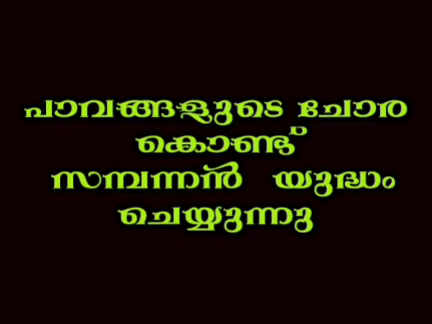 പാവങ്ങളുടെ ചോര
കൊണ്ടു്
സമ്പന്നൻ യുദ്ധം
ചെയ്യുന്നു